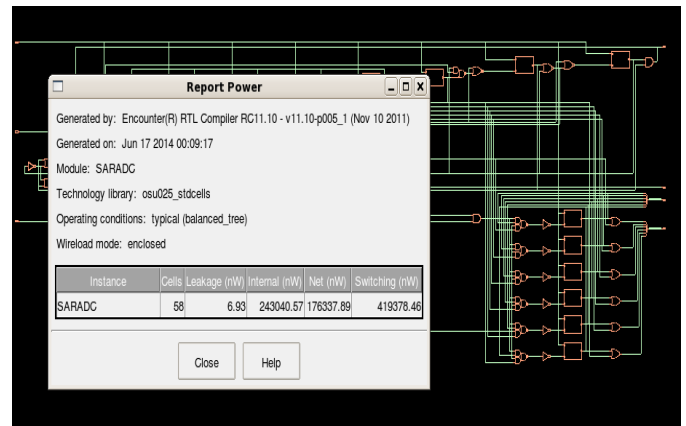 Report Power
Generated by: Encounter(R) RTL Compiler RC11.10 - v11.10-p005_1 (Nov 10 2011)
Generated on: Jun 17 2014 00:09:17
Module: SARADC
Technology library: osu025_stdcells
Operating conditions: typical (balanced_tree)
Wireload mode: enclosed
Instance Cells Leakage (nW) Internal (nW) Net (nW) Switching (nW)
SARADC 58 6.93 243040.57 176337.89 419378.46
Close Help